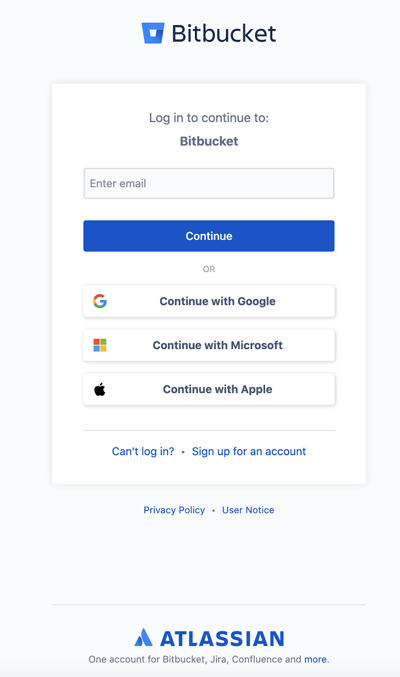 Bitbucket
Log in to continue to:
Bitbucket
Enter email
Continue
OR
Continue with Google
Continue with Microsoft
Continue with Apple
Can't log in? • Sign up for an account
Privacy Policy • User Notice
ATLASSIAN
One account for Bitbucket, Jira, Confluence and more.